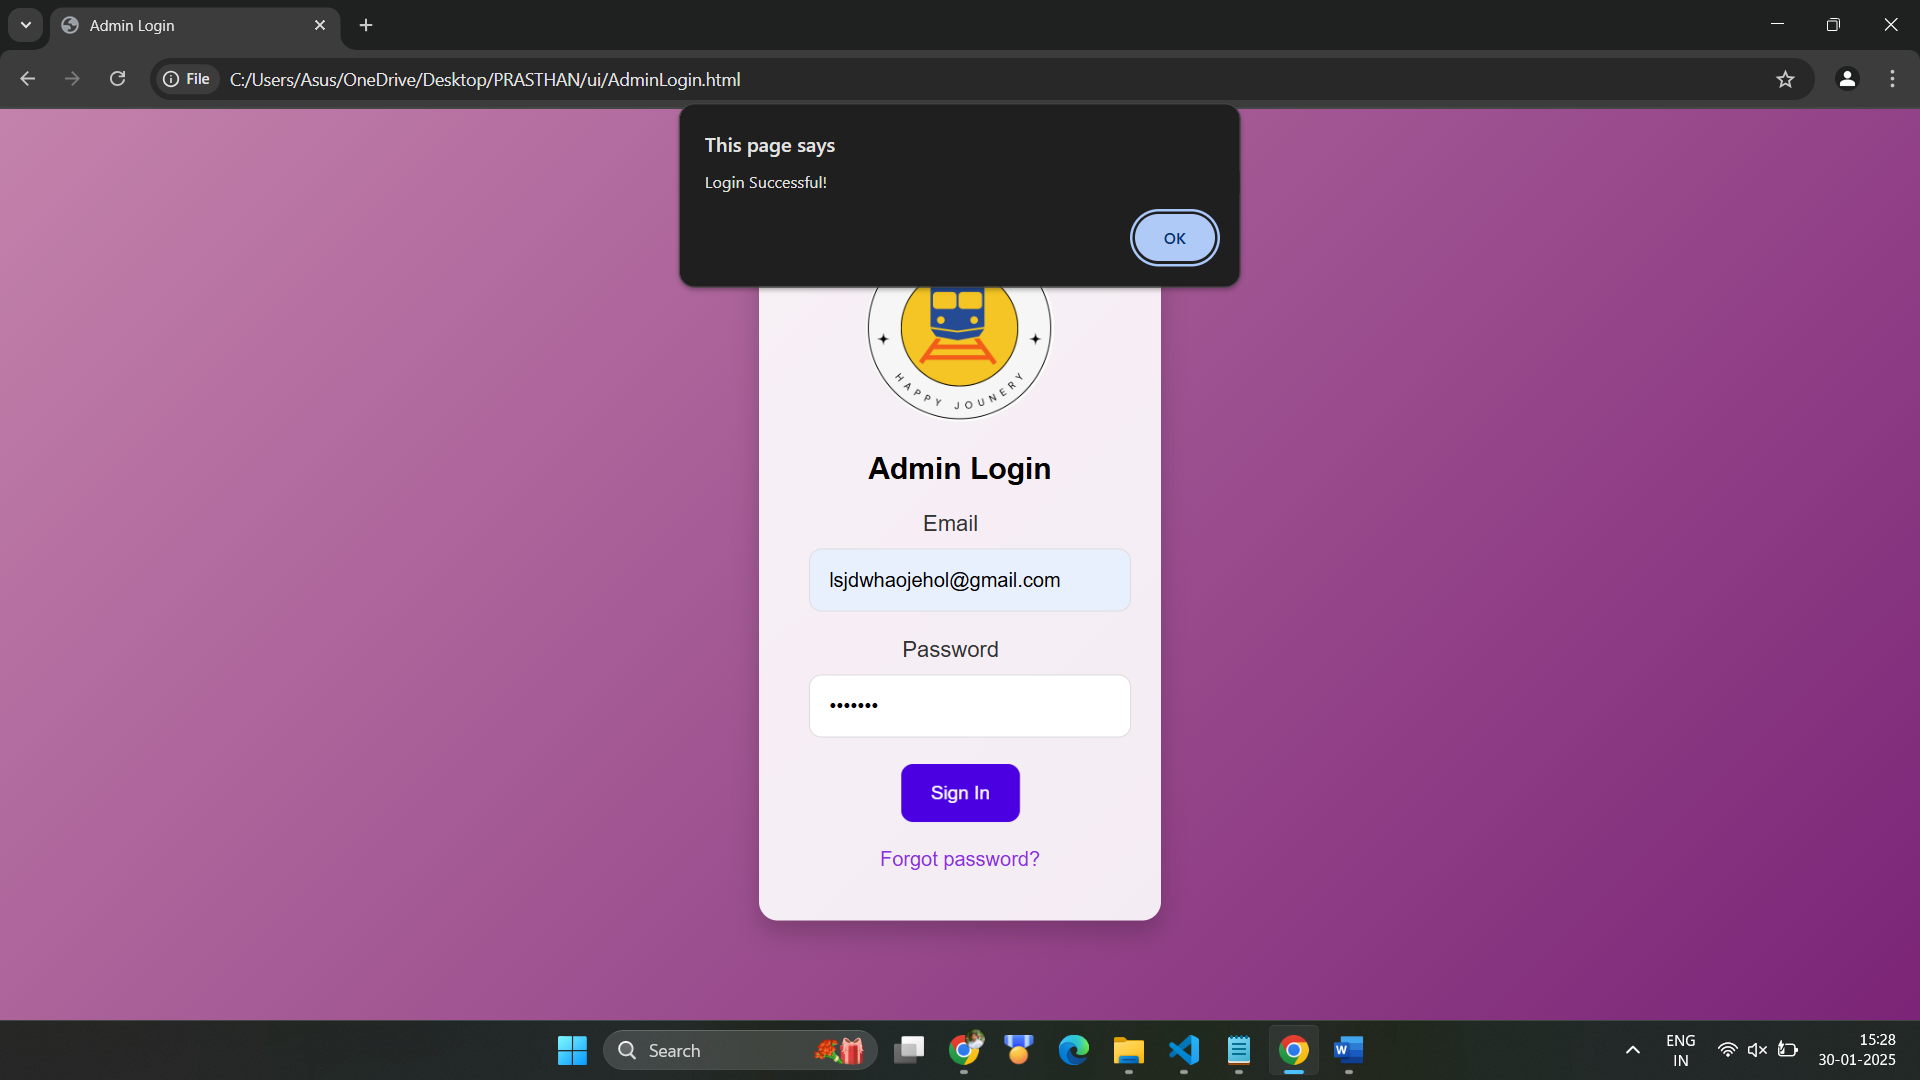 Admin Login
File
C:/Users/Asus/OneDrive/Desktop/PRASTHAN/ui/AdminLogin.html
This page says
Login Successful!
OK
HAPPY JOUNERY
Admin Login
Email
lsjdwhaojehol@gmail.com
Password
•••••••
Sign In
Forgot password?
Search
W
ENG
IN
15:28
30-01-2025